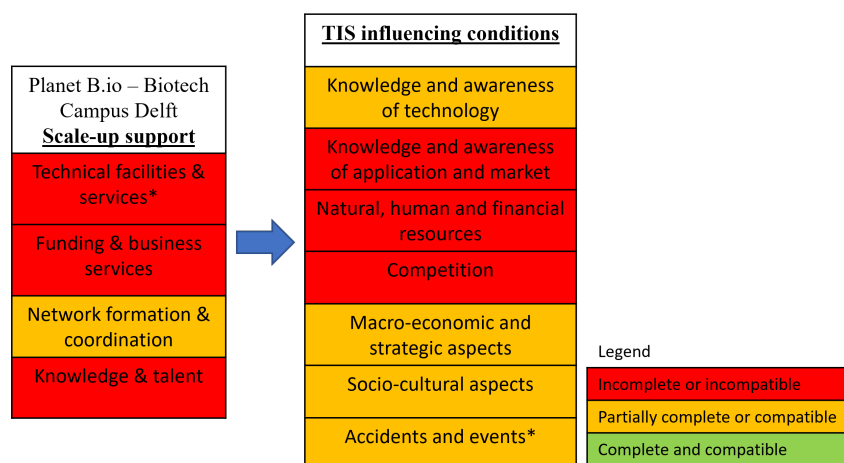 Planet B.io – Biotech
Campus Delft
Scale-up support
Technical facilities &
services*
Funding & business
services
Network formation &
coordination
Knowledge & talent
TIS influencing conditions
Knowledge and awareness
of technology
Knowledge and awareness
of application and market
Natural, human and financial
resources
Competition
Macro-economic and
strategic aspects
Socio-cultural aspects
Accidents and events*
Legend
Incomplete or incompatible
Partially complete or compatible
Complete and compatible